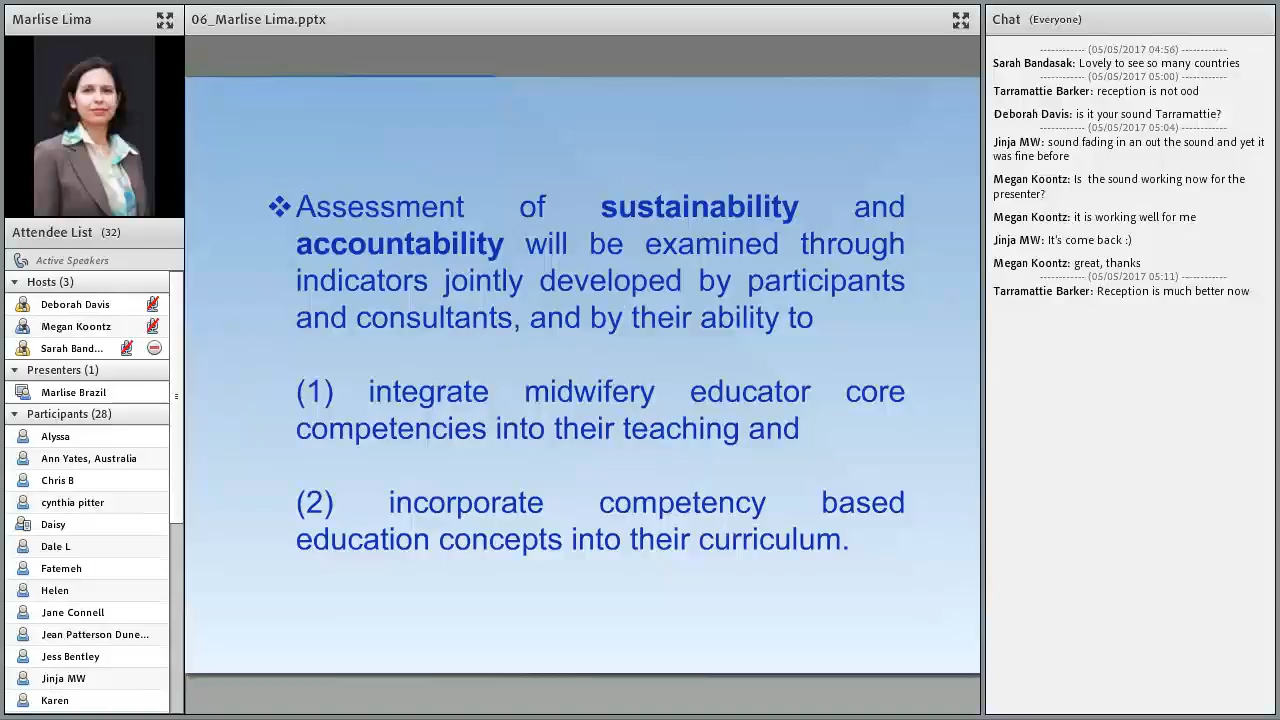 Marlise Lima
Attendee List (32)
Active Speakers
Hosts (3)
Deborah Davis
Megan Koontz
Sarah Band...
Presenters (1)
Marlise Brazil
Participants (28)
Alyssa
Ann Yates, Australia
Chris B
cynthia pitter
Daisy
Dale L
Fatemeh
Helen
Jane Connell
Jean Patterson Dune...
Jess Bentley
Jinja MW
Karen
06_Marlise Lima.pptx
❖Assessment of sustainability and
accountability will be examined through
indicators jointly developed by participants
and consultants, and by their ability to
(1) integrate midwifery educator core
competencies into their teaching and
(2) incorporate competency based
education concepts into their curriculum.
Chat (Everyone)
------------ (05/05/2017 04:56) ------------
Sarah Bandasak: Lovely to see so many countries
------------ (05/05/2017 05:00) ------------
Tarramattie Barker: reception is not ood
Deborah Davis: is it your sound Tarramattie?
------------ (05/05/2017 05:04) ------------
Jinja MW: sound fading in an out the sound and yet it
was fine before
Megan Koontz: Is the sound working now for the
presenter?
Megan Koontz: it is working well for me
Jinja MW: It's come back :)
Megan Koontz: great, thanks
------------ (05/05/2017 05:11) ------------
Tarramattie Barker: Reception is much better now